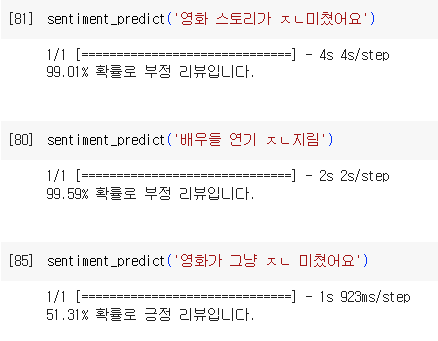 [81] sentiment_predict('영화 스토리가 ㅈㄴ미쳤어요')
1/1 [==============================] - 4s 4s/step
99.01% 확률로 부정 리뷰입니다.
[80] sentiment_predict('배우들 연기 ㅈㄴ지림')
1/1 [==============================] - 2s 2s/step
99.59% 확률로 부정 리뷰입니다.
[85] sentiment_predict('영화가 그냥 ㅈㄴ 미쳤어요')
1/1 [==============================] - 1s 923ms/step
51.31% 확률로 긍정 리뷰입니다.